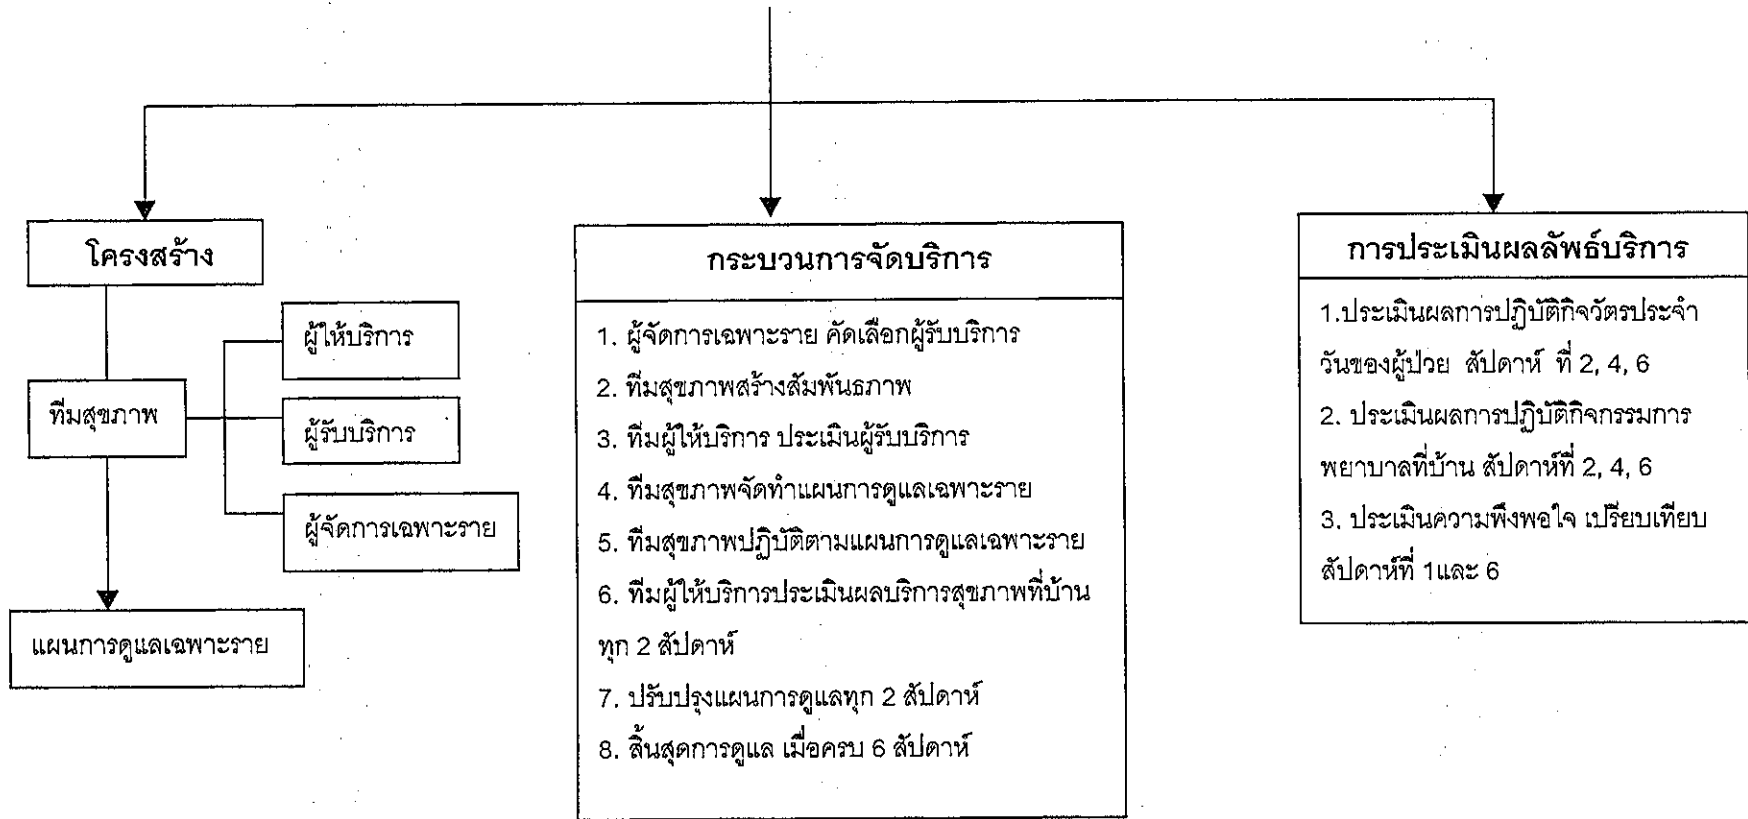 โครงสร้าง
ผู้ให้บริการ
ทีมสุขภาพ
ผู้รับบริการ
ผู้จัดการเฉพาะราย
แผนการดูแลเฉพาะราย
กระบวนการจัดบริการ
1. ผู้จัดการเฉพาะราย คัดเลือกผู้รับบริการ
2. ทีมสุขภาพสร้างสัมพันธภาพ
3. ทีมผู้ให้บริการ ประเมินผู้รับบริการ
4. ทีมสุขภาพจัดทำแผนการดูแลเฉพาะราย
5. ทีมสุขภาพปฏิบัติตามแผนการดูแลเฉพาะราย
6. ทีมผู้ให้บริการประเมินผลบริการสุขภาพที่บ้าน
ทุก 2 สัปดาห์
7. ปรับปรุงแผนการดูแลทุก 2 สัปดาห์
8. สิ้นสุดการดูแล เมื่อครบ 6 สัปดาห์
การประเมินผลลัพธ์บริการ
1.ประเมินผลการปฏิบัติกิจวัตรประจำ
วันของผู้ป่วย สัปดาห์ ที่ 2, 4, 6
2. ประเมินผลการปฏิบัติกิจกรรมการ
พยาบาลที่บ้าน สัปดาห์ที่ 2, 4, 6
3. ประเมินความพึงพอใจ เปรียบเทียบ
สัปดาห์ที่ 1และ 6